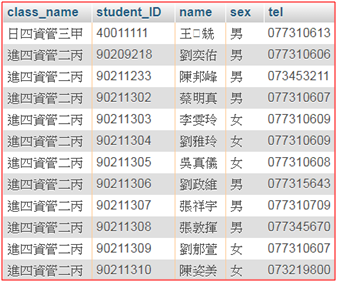 class_name student_ID name sex tel
日四資管三甲 40011111 王□兢 男 077310613
進四資管二丙 90209218 劉奕佑 男 077310606
進四資管二丙 90211233 陳邦峰 男 073453211
進四資管二丙 90211302 蔡明真 男 077310607
進四資管二丙 90211303 李雯玲 女 077310609
進四資管二丙 90211304 劉雅玲 女 077310609
進四資管二丙 90211305 吳真儀 女 077310608
進四資管二丙 90211306 劉政維 男 077315643
進四資管二丙 90211307 張祥宇 男 077310709
進四資管二丙 90211308 張敦揮 男 077345670
進四資管二丙 90211309 劉郁萱 女 077310607
進四資管二丙 90211310 陳姿美 女 073219800